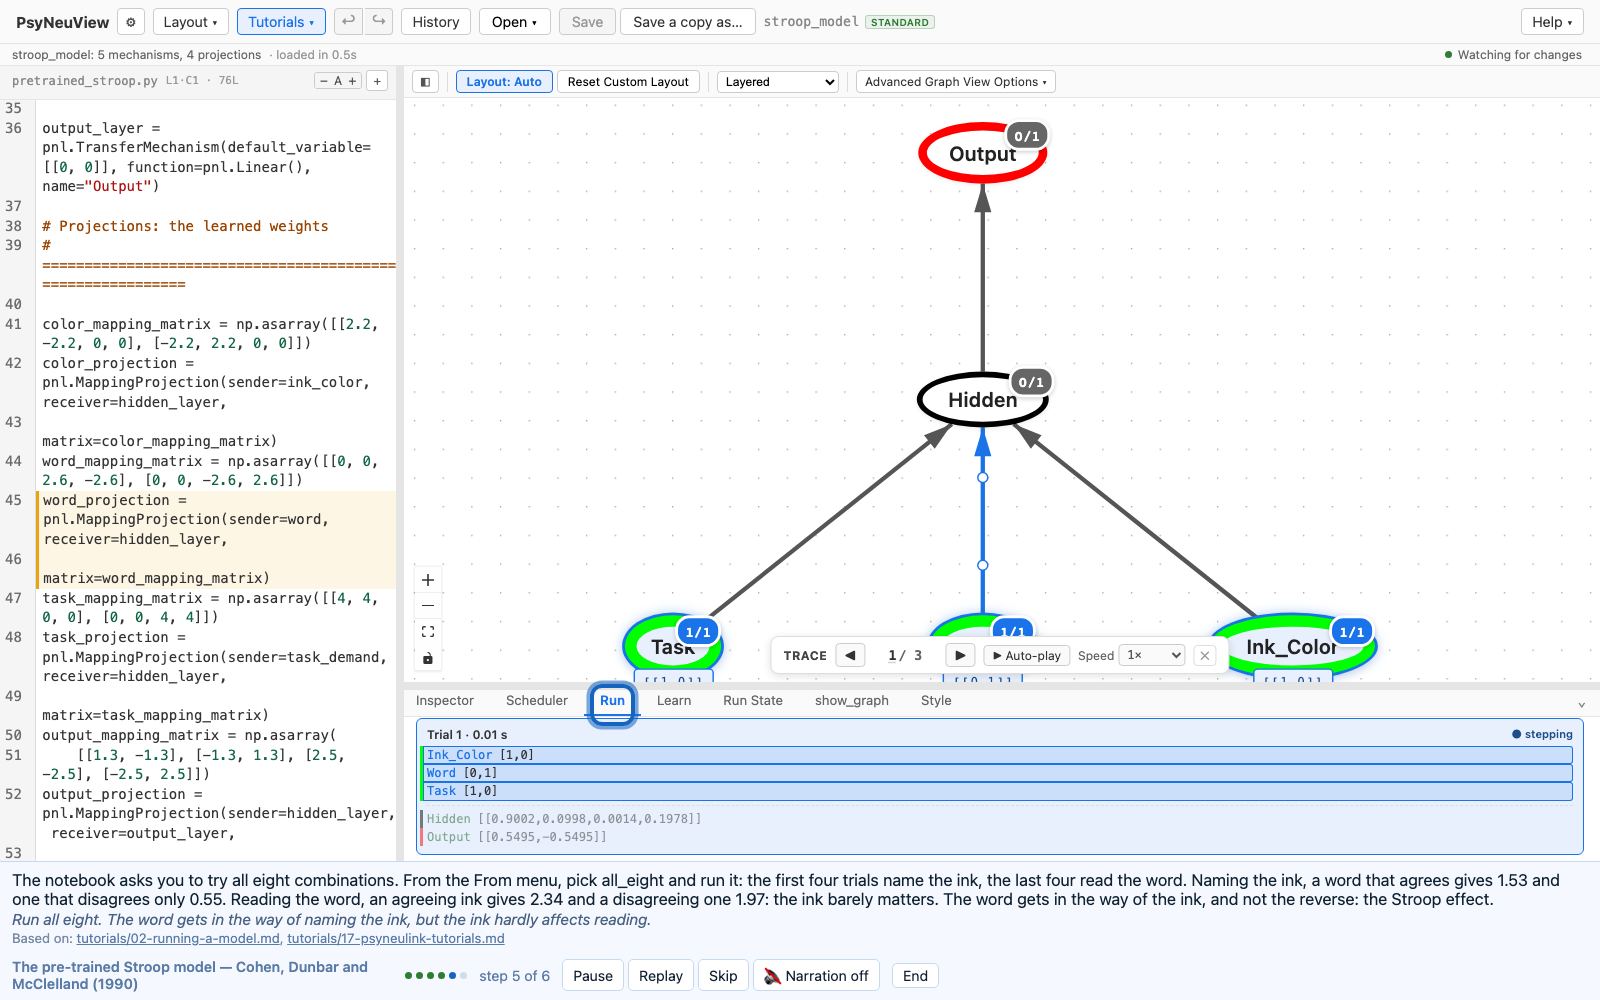 PsyNeuView ⚙ Layout ▾ Tutorials ▾ ↩ ↪ History Open ▾ Save Save a copy as... stroop_model STANDARD Help ▾
stroop_model: 5 mechanisms, 4 projections · loaded in 0.5s
Watching for changes
pretrained_stroop.py L1·C1 · 76L − A + +
Layout: Auto Reset Custom Layout Layered Advanced Graph View Options ▾
35
36 output_layer =
pnl.TransferMechanism(default_variable=
[[0, 0]], function=pnl.Linear(),
name="Output")
37
38 # Projections: the learned weights
39 #
==========================================
=================
40
41 color_mapping_matrix = np.asarray([[2.2,
-2.2, 0, 0], [-2.2, 2.2, 0, 0]])
42 color_projection =
pnl.MappingProjection(sender=ink_color,
receiver=hidden_layer,
43
matrix=color_mapping_matrix)
44 word_mapping_matrix = np.asarray([[0, 0,
2.6, -2.6], [0, 0, -2.6, 2.6]])
45 word_projection =
pnl.MappingProjection(sender=word,
receiver=hidden_layer,
46
matrix=word_mapping_matrix)
47 task_mapping_matrix = np.asarray([[4, 4,
0, 0], [0, 0, 4, 4]])
48 task_projection =
pnl.MappingProjection(sender=task_demand,
receiver=hidden_layer,
49
matrix=task_mapping_matrix)
50 output_mapping_matrix = np.asarray(
51 [[1.3, -1.3], [-1.3, 1.3], [2.5,
-2.5], [-2.5, 2.5]])
52 output_projection =
pnl.MappingProjection(sender=hidden_layer,
receiver=output_layer,
53
Output 0/1
Hidden 0/1
Task 1/1
1/1
Ink_Color 1/1
TRACE ◀ 1 / 3 ▶ ▶ Auto-play Speed 1× ×
[[1,0]]
[[0,1]]
[[1,0]]
Inspector Scheduler Run Learn Run State show_graph Style
Trial 1 · 0.01 s
stepping
Ink_Color [1,0]
Word [0,1]
Task [1,0]
Hidden [[0.9002,0.0998,0.0014,0.1978]]
Output [[0.5495,−0.5495]]
The notebook asks you to try all eight combinations. From the From menu, pick all_eight and run it: the first four trials name the ink, the last four read the word. Naming the ink, a word that agrees gives 1.53 and
one that disagrees only 0.55. Reading the word, an agreeing ink gives 2.34 and a disagreeing one 1.97: the ink barely matters. The word gets in the way of the ink, and not the reverse: the Stroop effect.
Run all eight. The word gets in the way of naming the ink, but the ink hardly affects reading.
Based on: tutorials/02-running-a-model.md, tutorials/17-psyneulink-tutorials.md
The pre-trained Stroop model — Cohen, Dunbar and
McClelland (1990)
step 5 of 6 Pause Replay Skip Narration off End